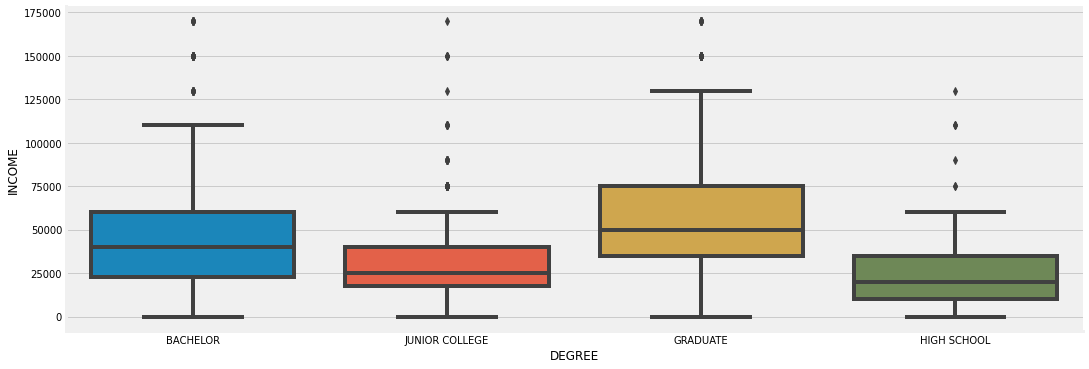 175000
150000
125000
100000
75000
50000
25000
0
INCOME
BACHELOR JUNIOR COLLEGE GRADUATE HIGH SCHOOL
DEGREE